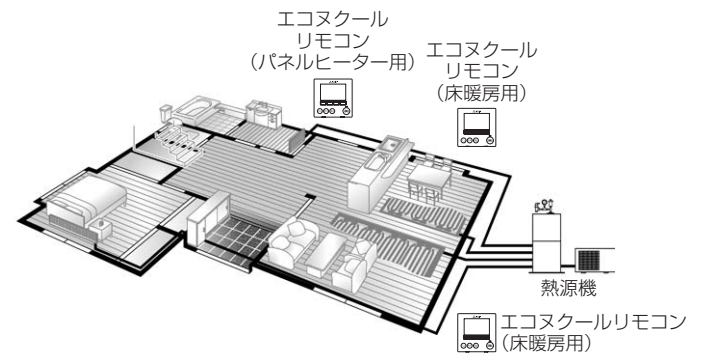 エコヌクール
リモコン
（パネルヒーター用）
エコヌクール
リモコン
（床暖房用）
熱源機
エコヌクールリモコン
（床暖房用）